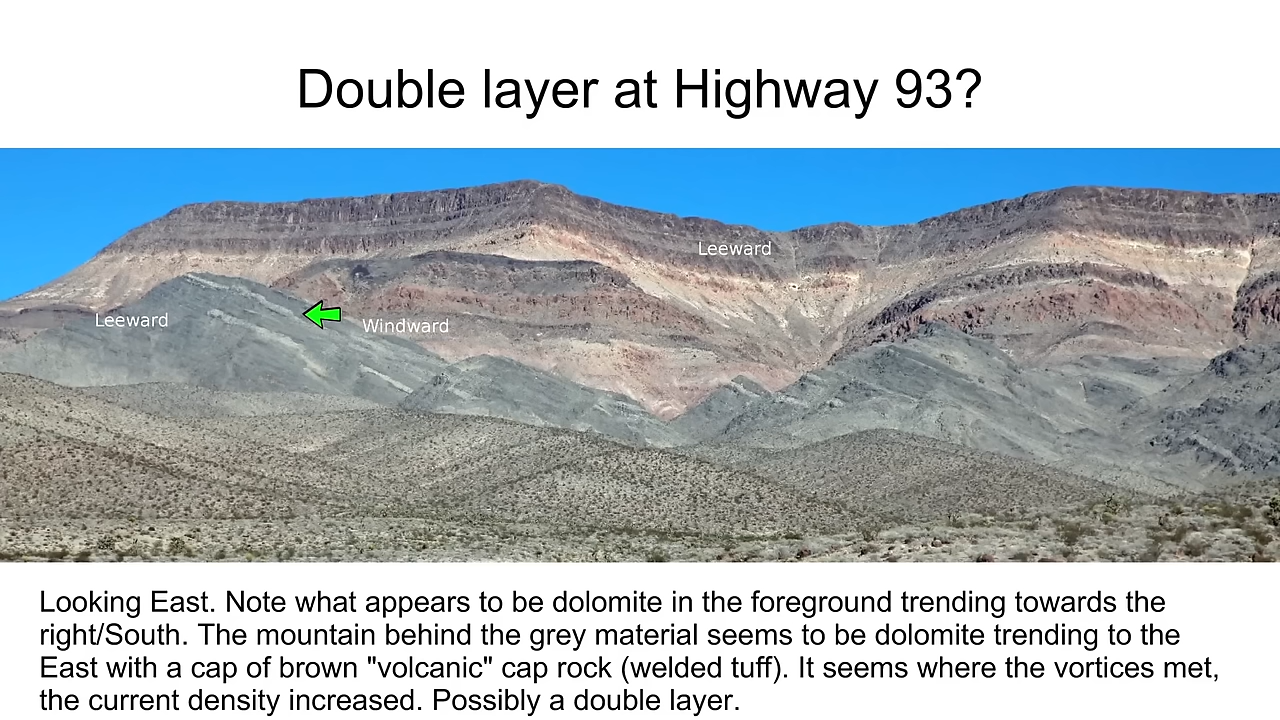 Double layer at Highway 93?
Leeward
Leeward
Windward
Looking East. Note what appears to be dolomite in the foreground trending towards the
right/South. The mountain behind the grey material seems to be dolomite trending to the
East with a cap of brown "volcanic" cap rock (welded tuff). It seems where the vortices met,
the current density increased. Possibly a double layer.